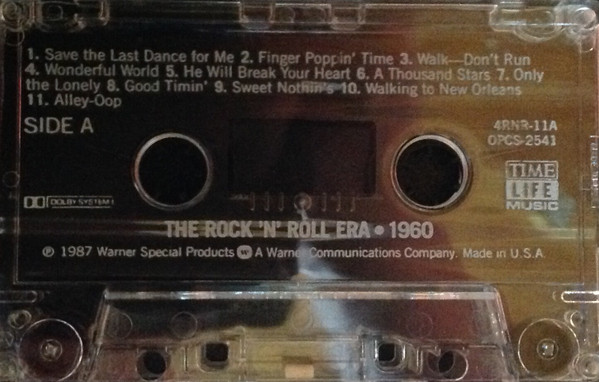 1. Save the Last Dance for Me 2. Finger Poppin' Time 3. Walk—Don't Run
4. Wonderful World 5. He Will Break Your Heart 6. A Thousand Stars 7. Only
the Lonely 8. Good Timin' 9. Sweet Nothin's 10. Walking to New Orleans
11. Alley-Oop
SIDE A
4RNR-11A
OPCS-2541
DOLBY SYSTEM
TIME
LIFE
MUSIC
THE ROCK 'N' ROLL ERA • 1960
℗ 1987 Warner Special Products W A Warner Communications Company. Made in U.S.A.